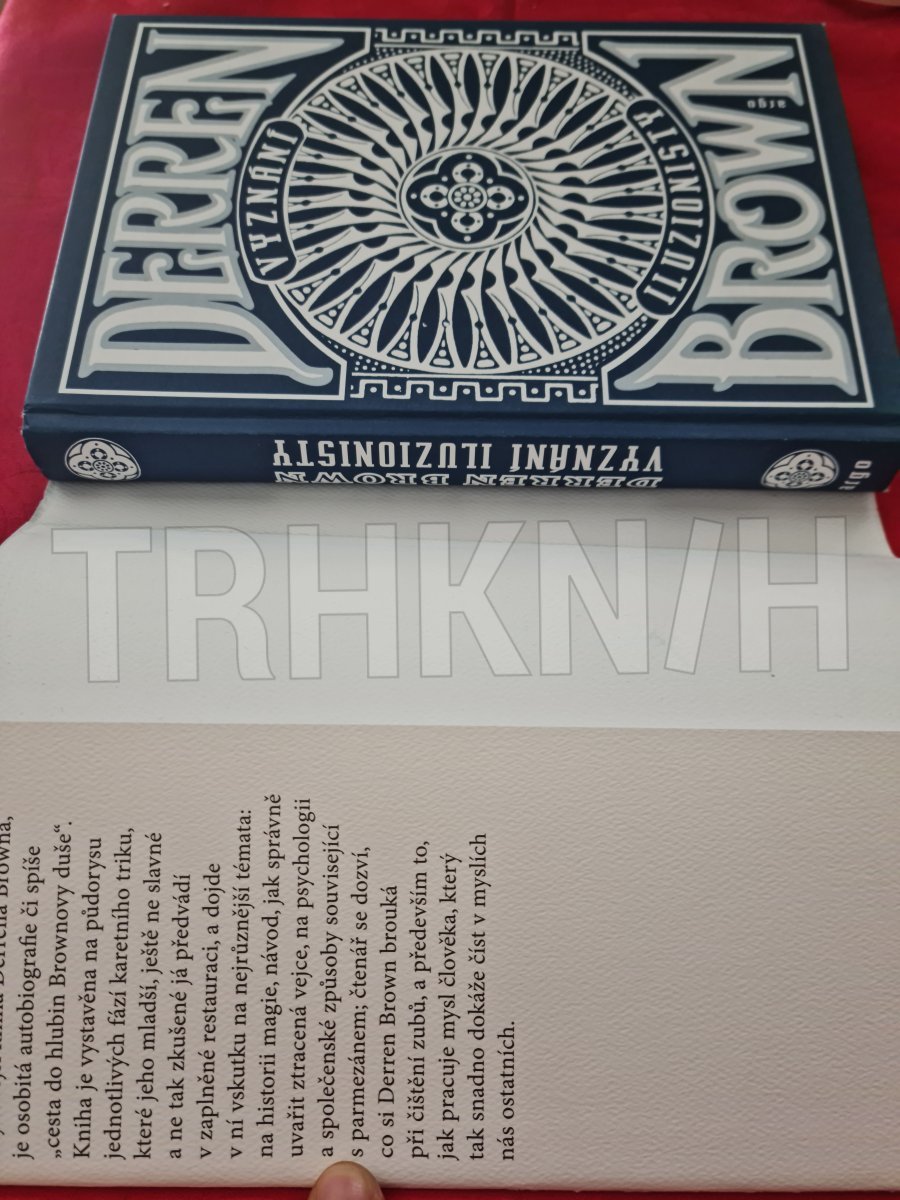 DERREN
VYZNÁNÍ
ILUZIONISTY
BROWN
argo
DERREN BROWN
VYZNÁNÍ ILUZIONISTY
argo
TRHKNIH
Derrena Browna,
je osobitá autobiografie či spíše
„cesta do hlubin Brownovy duše“.
Kniha je vystavěna na půdorysu
jednotlivých fází karetního triku,
které jeho mladší, ještě ne slavné
a ne tak zkušené já předvádí
v zaplněné restauraci, a dojde
v ní vskutku na nejrůznější témata:
na historii magie, návod, jak správně
uvařit ztracená vejce, na psychologii
a společenské způsoby související
s parmezánem; čtenář se dozví,
co si Derren Brown brouká
při čištění zubů, a především to,
jak pracuje mysl člověka, který
tak snadno dokáže číst v myslích
nás ostatních.